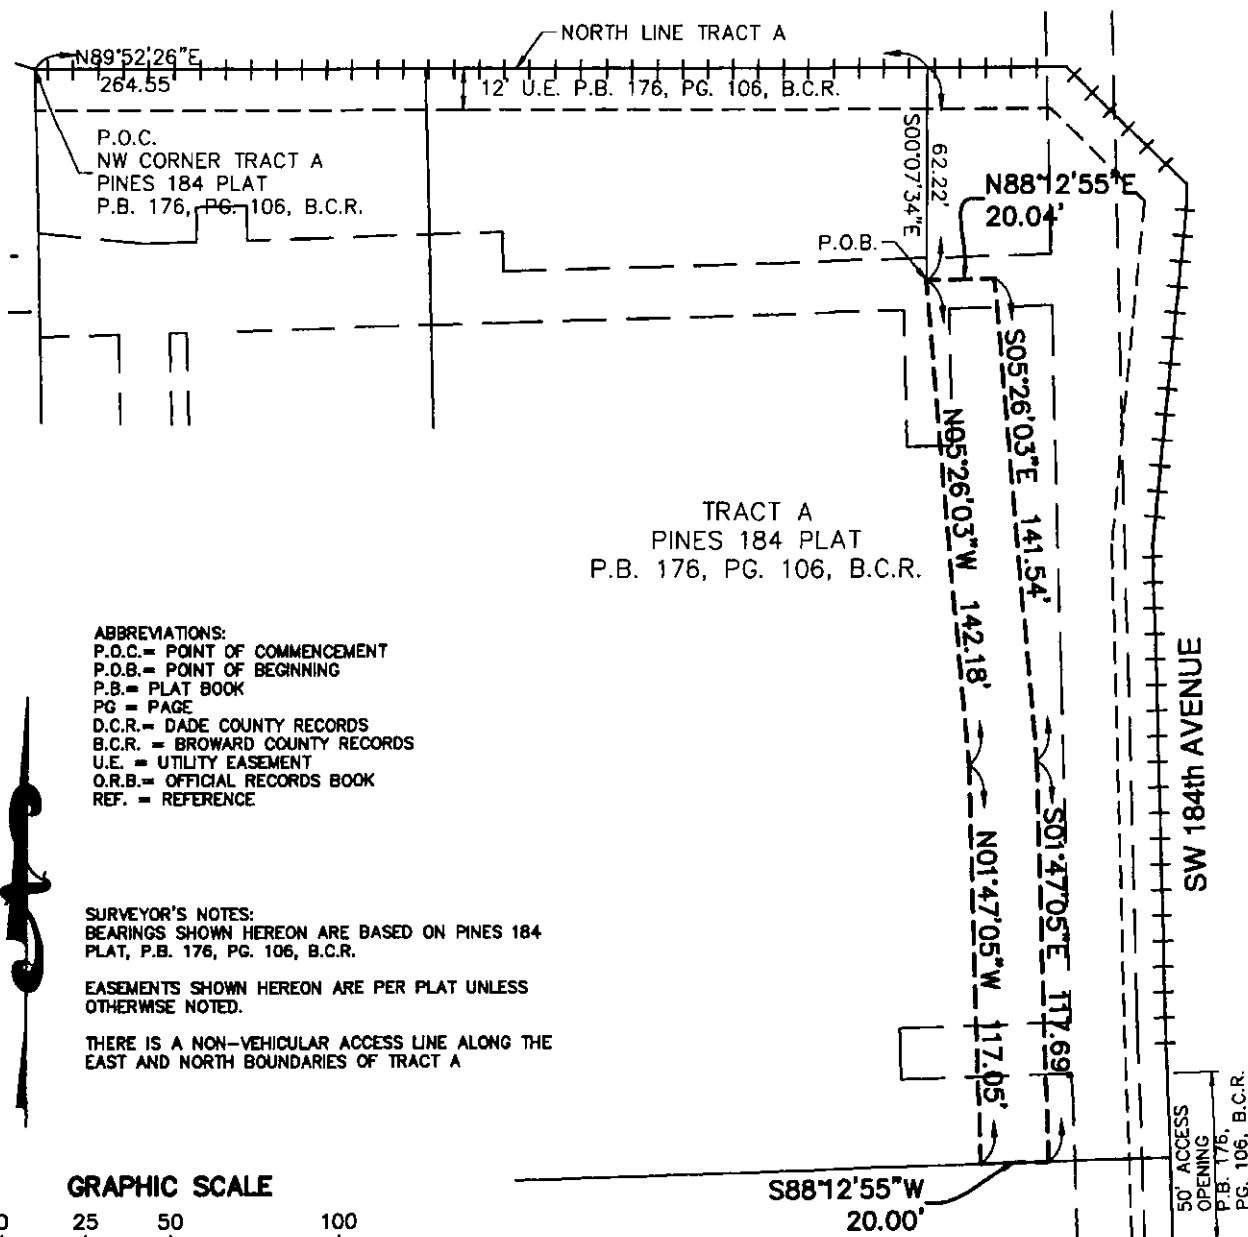 NORTH LINE TRACT A
N89°52'26"E
264.55'
12' U.E. P.B. 176, PG. 106, B.C.R.
P.O.C.
NW CORNER TRACT A
PINES 184 PLAT
P.B. 176, PG. 106, B.C.R.
S00°07'34"E
62.22'
N88°12'55"E
20.04'
P.O.B.
S05°26'03"E 141.54'
N05°26'03"W 142.18'
TRACT A
PINES 184 PLAT
P.B. 176, PG. 106, B.C.R.
ABBREVIATIONS:
P.O.C.= POINT OF COMMENCEMENT
P.O.B.= POINT OF BEGINNING
P.B.= PLAT BOOK
PG = PAGE
D.C.R.= DADE COUNTY RECORDS
B.C.R. = BROWARD COUNTY RECORDS
U.E. = UTILITY EASEMENT
O.R.B.= OFFICIAL RECORDS BOOK
REF. = REFERENCE
SW 184th AVENUE
S01°47'05"E 117.69'
N01°47'05"W 117.05'
SURVEYOR'S NOTES:
BEARINGS SHOWN HEREON ARE BASED ON PINES 184
PLAT, P.B. 176, PG. 106, B.C.R.
EASEMENTS SHOWN HEREON ARE PER PLAT UNLESS
OTHERWISE NOTED.
THERE IS A NON-VEHICULAR ACCESS LINE ALONG THE
EAST AND NORTH BOUNDARIES OF TRACT A
50' ACCESS
OPENING
P.B. 176,
PG. 106, B.C.R.
S88°12'55"W
20.00'
GRAPHIC SCALE
0 25 50 100